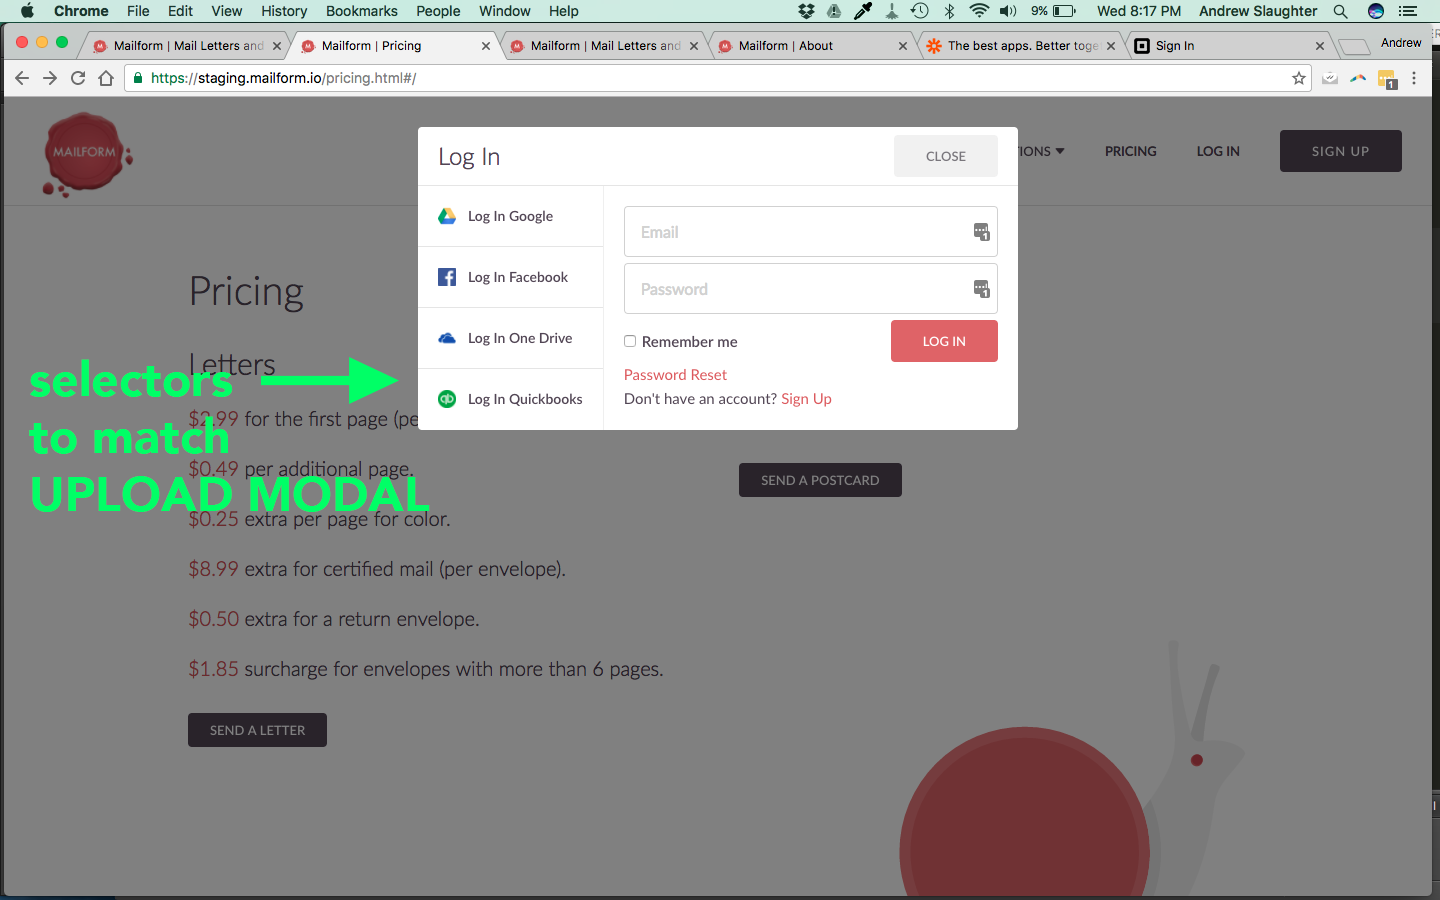 Chrome File Edit View History Bookmarks People Window Help 9% Wed 8:17 PM Andrew Slaughter
Mailform | Mail Letters and
Mailform | Pricing
Mailform | Mail Letters and
Mailform | About
The best apps. Better toge
Sign In
Andrew
https://staging.mailform.io/pricing.html#/
1
MAILFORM
TIONS PRICING LOG IN SIGN UP
Log In
CLOSE
Log In Google
Log In Facebook
Log In One Drive
Log In Quickbooks
Email
1
Password
1
Remember me
LOG IN
Password Reset
Don't have an account? Sign Up
Pricing
Letters
selectors
to match
UPLOAD MODAL
$2.99 for the first page (pe
$0.49 per additional page.
$0.25 extra per page for color.
$8.99 extra for certified mail (per envelope).
$0.50 extra for a return envelope.
$1.85 surcharge for envelopes with more than 6 pages.
SEND A LETTER
SEND A POSTCARD